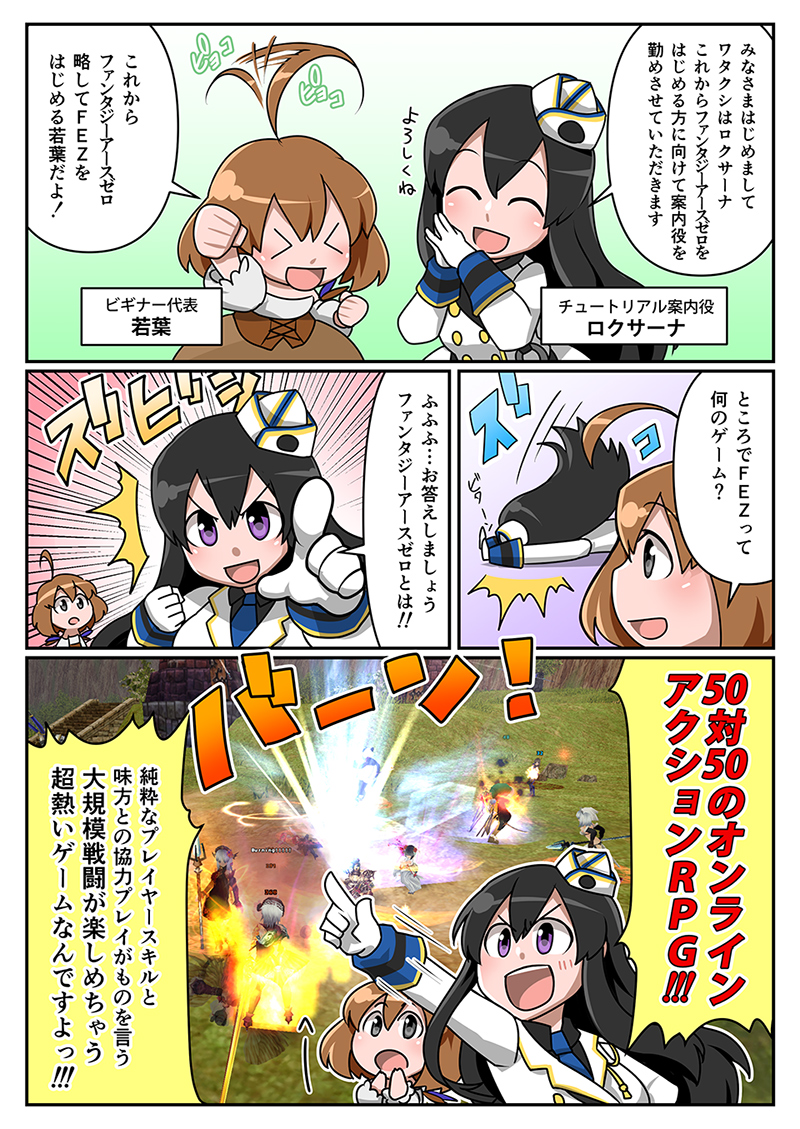 みなさまはじめまして
ワタクシはロクサーナ
これからファンタジーアースゼロを
はじめる方に向けて案内役を
勤めさせていただきます
よろしくね
チュートリアル案内役
ロクサーナ
ピョコ
ピョコ
これから
ファンタジーアースゼロ
略してFEZを
はじめる若葉だよ!
ビギナー代表
若葉
ところでFEZって
何のゲーム?
ズコ
ビターン
ふふふ…お答えしましょう
ファンタジーアースゼロとは!!
ズビシ
50対50のオンライン
アクションRPG!!!
バーン!
純粋なプレイヤースキルと
味方との協力プレイがものを言う
大規模戦闘が楽しめちゃう
超熱いゲームなんですよっ!!!